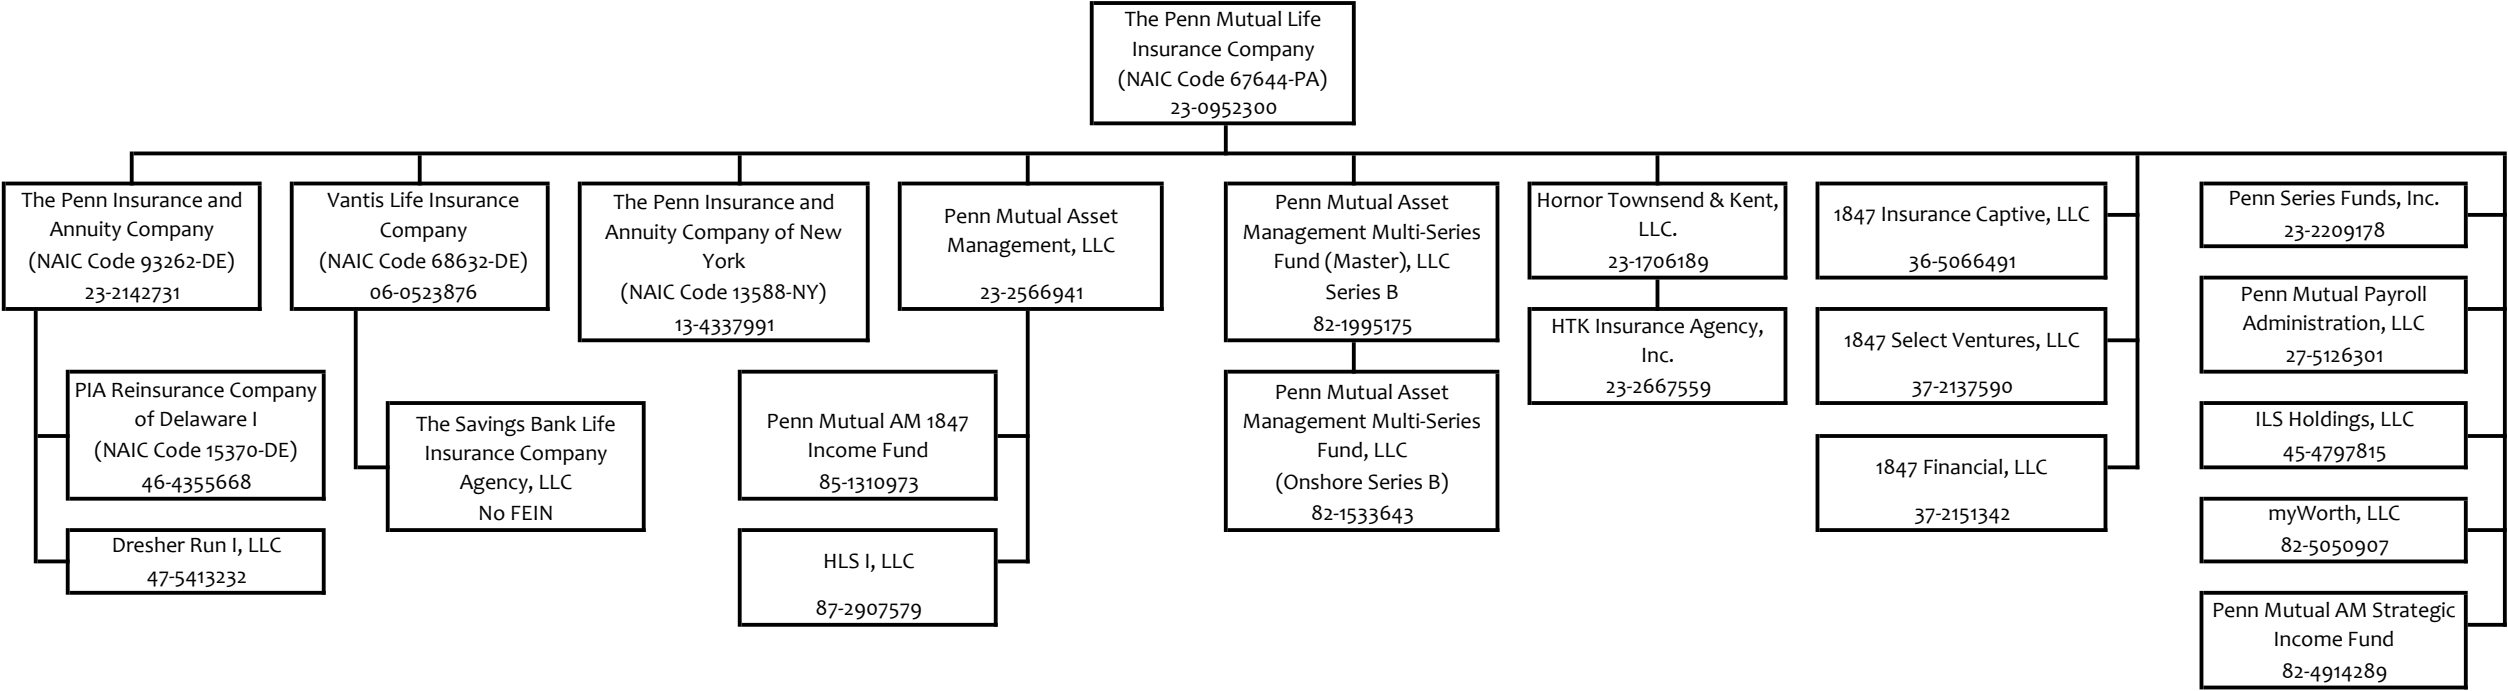 The Penn Mutual Life
Insurance Company
(NAIC Code 67644-PA)
23-0952300
The Penn Insurance and
Annuity Company
(NAIC Code 93262-DE)
23-2142731
PIA Reinsurance Company
of Delaware I
(NAIC Code 15370-DE)
46-4355668
Dresher Run I, LLC
47-5413232
Vantis Life Insurance
Company
(NAIC Code 68632-DE)
06-0523876
The Savings Bank Life
Insurance Company
Agency, LLC
No FEIN
The Penn Insurance and
Annuity Company of New
York
(NAIC Code 13588-NY)
13-4337991
Penn Mutual Asset
Management, LLC
23-2566941
Penn Mutual AM 1847
Income Fund
85-1310973
HLS I, LLC
87-2907579
Penn Mutual Asset
Management Multi-Series
Fund (Master), LLC
Series B
82-1995175
Penn Mutual Asset
Management Multi-Series
Fund, LLC
(Onshore Series B)
82-1533643
Hornor Townsend & Kent,
LLC.
23-1706189
HTK Insurance Agency,
Inc.
23-2667559
1847 Insurance Captive, LLC
36-5066491
1847 Select Ventures, LLC
37-2137590
1847 Financial, LLC
37-2151342
Penn Series Funds, Inc.
23-2209178
Penn Mutual Payroll
Administration, LLC
27-5126301
ILS Holdings, LLC
45-4797815
myWorth, LLC
82-5050907
Penn Mutual AM Strategic
Income Fund
82-4914289